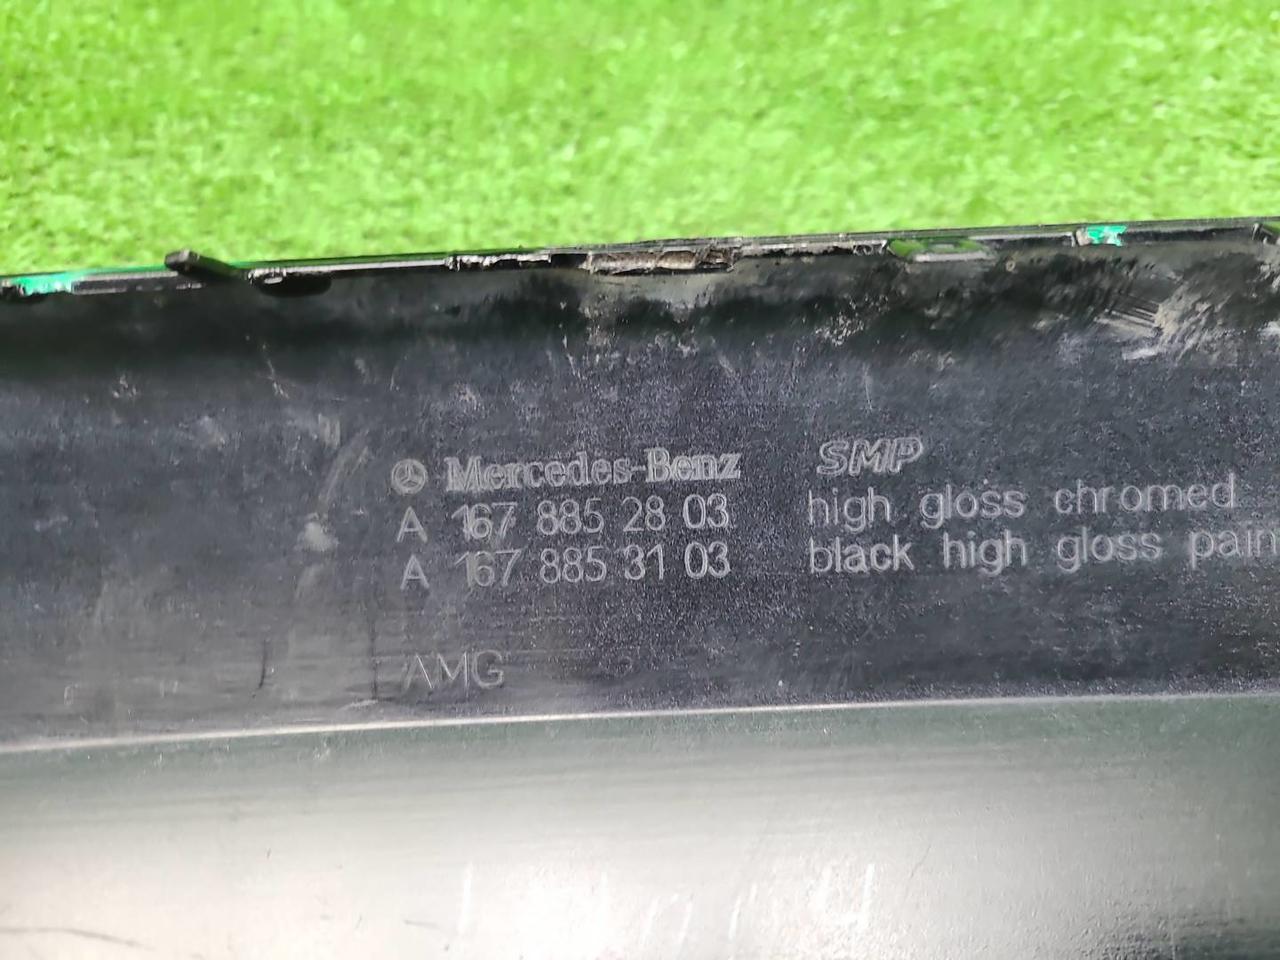 Mercedes-Benz SMP
A 167 885 28 03 high gloss chromed
A 167 885 31 03 black high gloss pain
AMG